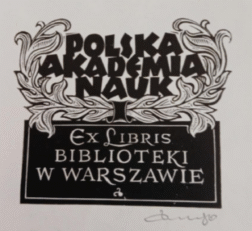 POLSKA
AKADEMIA
NAUK
EX LIBRIS
BIBLIOTEKI
W WARSZAWIE